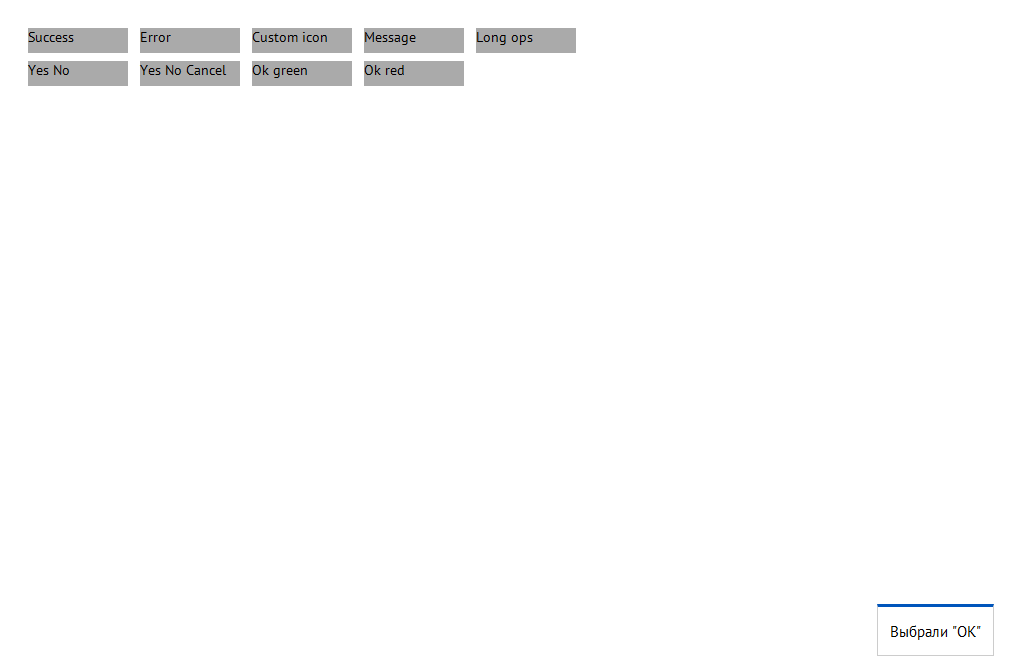 Success Error Custom icon Message Long ops
Yes No Yes No Cancel Ok green Ok red
Выбрали "OK"